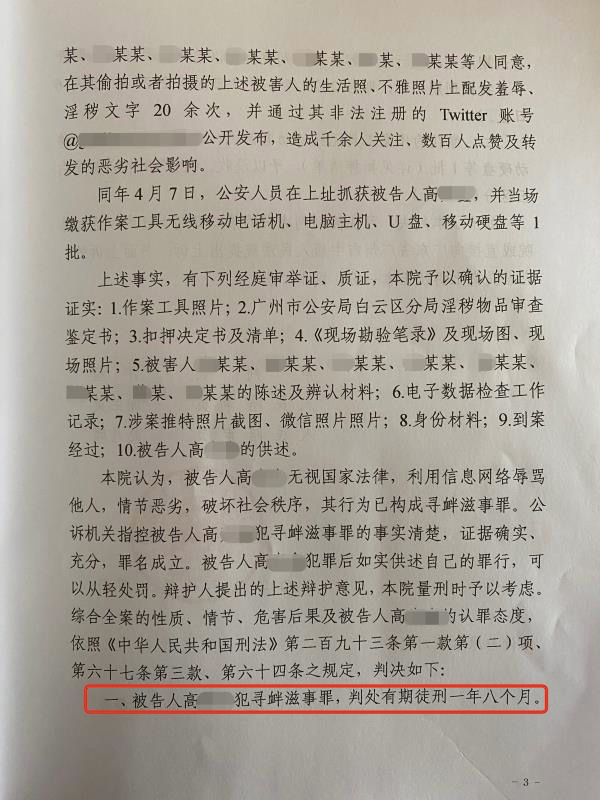 某、某某、某某、某某、某某、某、某某等人同意，
在其偷拍或者拍摄的上述被害人的生活照、不雅照片上配发羞辱、
淫秽文字 20 余次，并通过其非法注册的 Twitter 账号
@公开发布，造成千余人关注、数百人点赞及转
发的恶劣社会影响。
同年4月7日，公安人员在上址抓获被告人高，并当场
缴获作案工具无线移动电话机、电脑主机、U 盘、移动硬盘等 1
批。
上述事实，有下列经庭审举证、质证，本院予以确认的证据
证实：1.作案工具照片；2.广州市公安局白云区分局淫秽物品审查
鉴定书；3.扣押决定书及清单；4.《现场勘验笔录》及现场图、现
场照片；5.被害人某某、某某、某某、某某、某某、
某某、某、某某的陈述及辨认材料；6.电子数据检查工作
记录；7.涉案推特照片截图、微信照片照片；8.身份材料；9.到案
经过；10.被告人高的供述。
本院认为，被告人高无视国家法律，利用信息网络辱骂
他人，情节恶劣，破坏社会秩序，其行为已构成寻衅滋事罪。公
诉机关指控被告人高犯寻衅滋事罪的事实清楚，证据确实、
充分，罪名成立。被告人高犯罪后如实供述自己的罪行，可
以从轻处罚。辩护人提出的上述辩护意见，本院量刑时予以考虑。
综合全案的性质、情节、危害后果及被告人高的认罪态度，
依照《中华人民共和国刑法》第二百九十三条第一款第（二）项、
第六十七条第三款、第六十四条之规定，判决如下：
一、被告人高犯寻衅滋事罪，判处有期徒刑一年八个月。
- 3 -